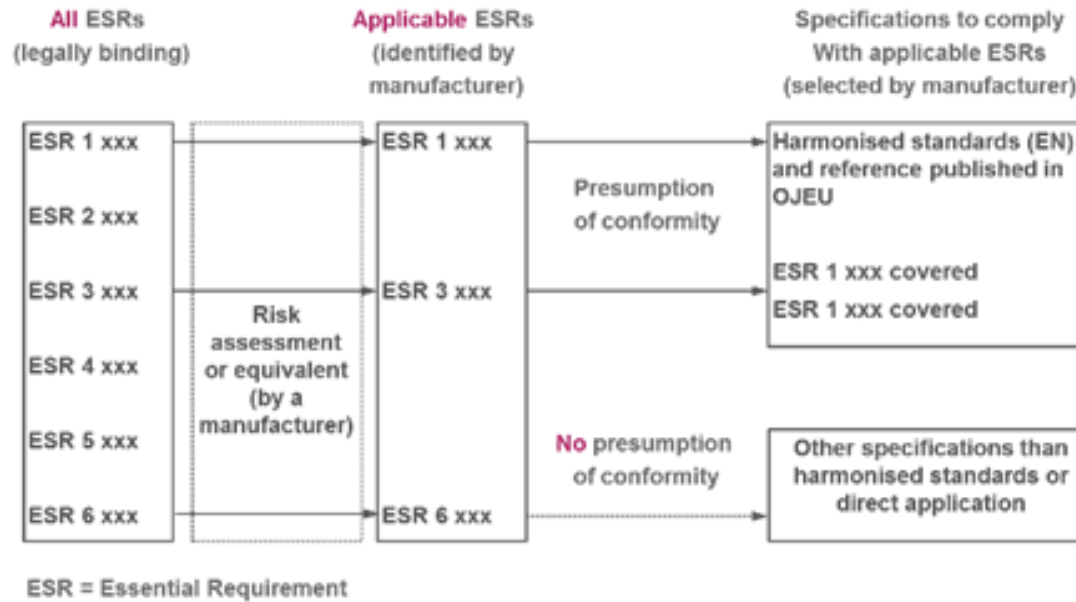 All ESRs
(legally binding)
Applicable ESRs
(identified by
manufacturer)
Specifications to comply
With applicable ESRs
(selected by manufacturer)
ESR 1 xxx
ESR 2 xxx
ESR 3 xxx
ESR 4 xxx
ESR 5 xxx
ESR 6 xxx
Risk
assessment
or equivalent
(by a
manufacturer)
ESR 1 xxx
ESR 3 xxx
ESR 6 xxx
Presumption
of conformity
No presumption
of conformity
Harmonised standards (EN)
and reference published in
OJEU
ESR 1 xxx covered
ESR 1 xxx covered
Other specifications than
harmonised standards or
direct application
ESR = Essential Requirement